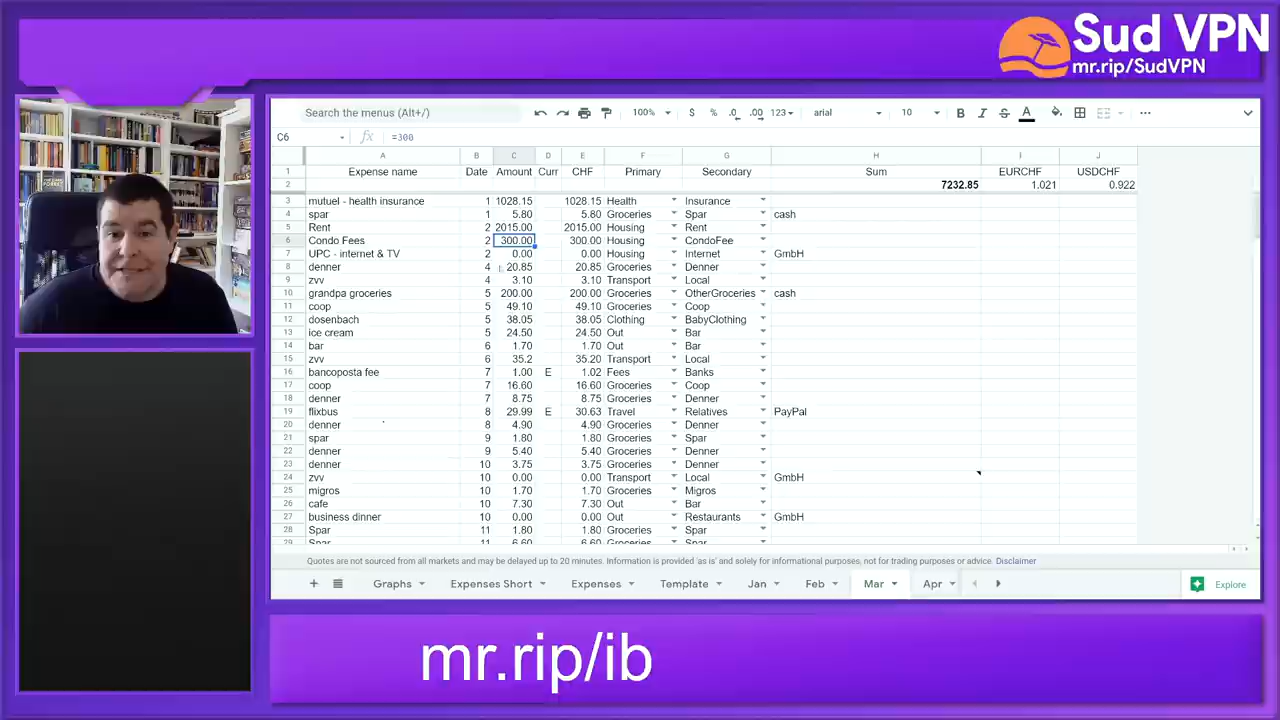 Sud VPN
mr.rip/SudVPN
Search the menus (Alt+/) 100% $ % .0 .00 123 arial 10 B I S A
C6 fx =300
A B C D E F G H I J
1 Expense name Date Amount Curr CHF Primary Secondary Sum EURCHF USDCHF
2 7232.85 1.021 0.922
3 mutuel - health insurance 1 1028.15 1028.15 Health Insurance
4 spar 1 5.80 5.80 Groceries Spar cash
5 Rent 2 2015.00 2015.00 Housing Rent
6 Condo Fees 2 300.00 300.00 Housing CondoFee
7 UPC - internet & TV 2 0.00 0.00 Housing Internet GmbH
8 denner 4 20.85 20.85 Groceries Denner
9 zvv 4 3.10 3.10 Transport Local
10 grandpa groceries 5 200.00 200.00 Groceries OtherGroceries cash
11 coop 5 49.10 49.10 Groceries Coop
12 dosenbach 5 38.05 38.05 Clothing BabyClothing
13 ice cream 5 24.50 24.50 Out Bar
14 bar 6 1.70 1.70 Out Bar
15 zvv 6 35.2 35.20 Transport Local
16 bancoposta fee 7 1.00 E 1.02 Fees Banks
17 coop 7 16.60 16.60 Groceries Coop
18 denner 7 8.75 8.75 Groceries Denner
19 flixbus 8 29.99 E 30.63 Travel Relatives PayPal
20 denner 8 4.90 4.90 Groceries Denner
21 spar 9 1.80 1.80 Groceries Spar
22 denner 9 5.40 5.40 Groceries Denner
23 denner 10 3.75 3.75 Groceries Denner
24 zvv 10 0.00 0.00 Transport Local GmbH
25 migros 10 1.70 1.70 Groceries Migros
26 cafe 10 7.30 7.30 Out Bar
27 business dinner 10 0.00 0.00 Out Restaurants GmbH
28 Spar 11 1.80 1.80 Groceries Spar
29 Spar 11 6.60 6.60 Groceries Spar
Quotes are not sourced from all markets and may be delayed up to 20 minutes. Information is provided 'as is' and solely for informational purposes, not for trading purposes or advice. Disclaimer
+ Graphs Expenses Short Expenses Template Jan Feb Mar Apr Explore
mr.rip/ib